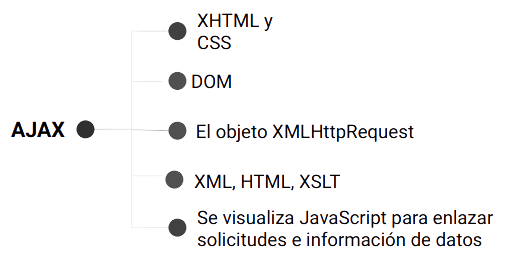 XHTML y
CSS
DOM
AJAX
El objeto XMLHttpRequest
XML, HTML, XSLT
Se visualiza JavaScript para enlazar
solicitudes e información de datos